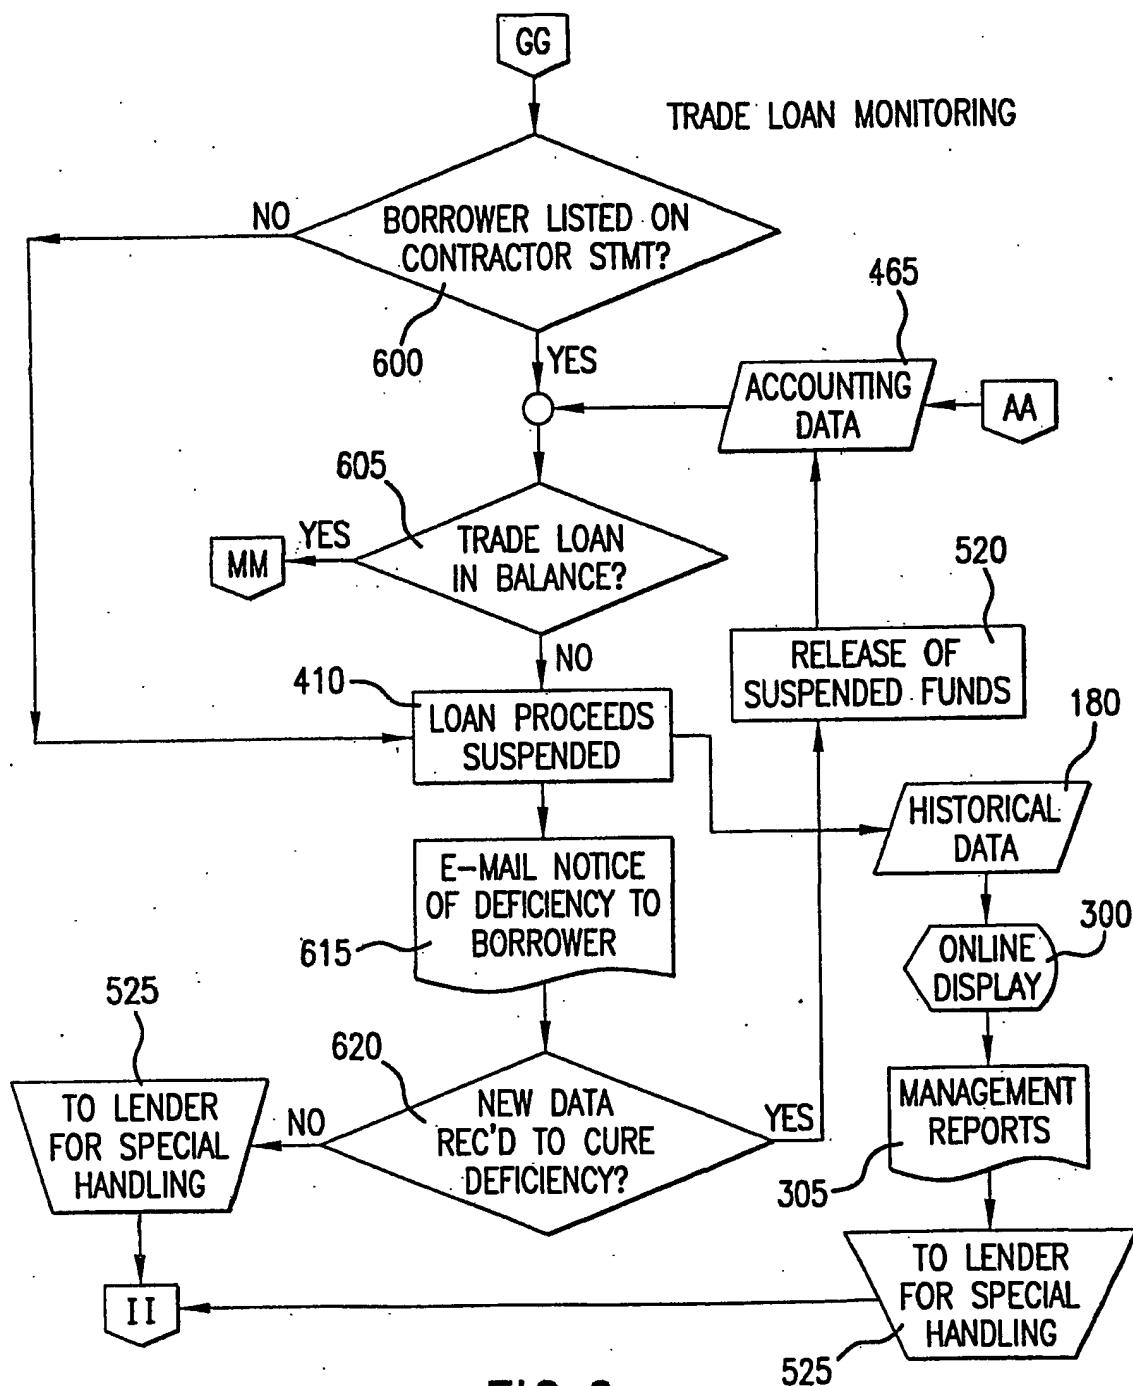 GG
TRADE LOAN MONITORING
NO
BORROWER LISTED ON
CONTRACTOR STMT?
600
YES
465
ACCOUNTING
DATA
AA
605
YES
MM
TRADE LOAN
IN BALANCE?
520
NO
RELEASE OF
SUSPENDED FUNDS
410
LOAN PROCEEDS
SUSPENDED
180
HISTORICAL
DATA
E-MAIL NOTICE
OF DEFICIENCY TO
BORROWER
615
300
ONLINE
DISPLAY
525
620
TO LENDER
FOR SPECIAL
HANDLING
NO
NEW DATA
REC'D TO CURE
DEFICIENCY?
YES
MANAGEMENT
REPORTS
305
TO LENDER
FOR SPECIAL
HANDLING
II
525